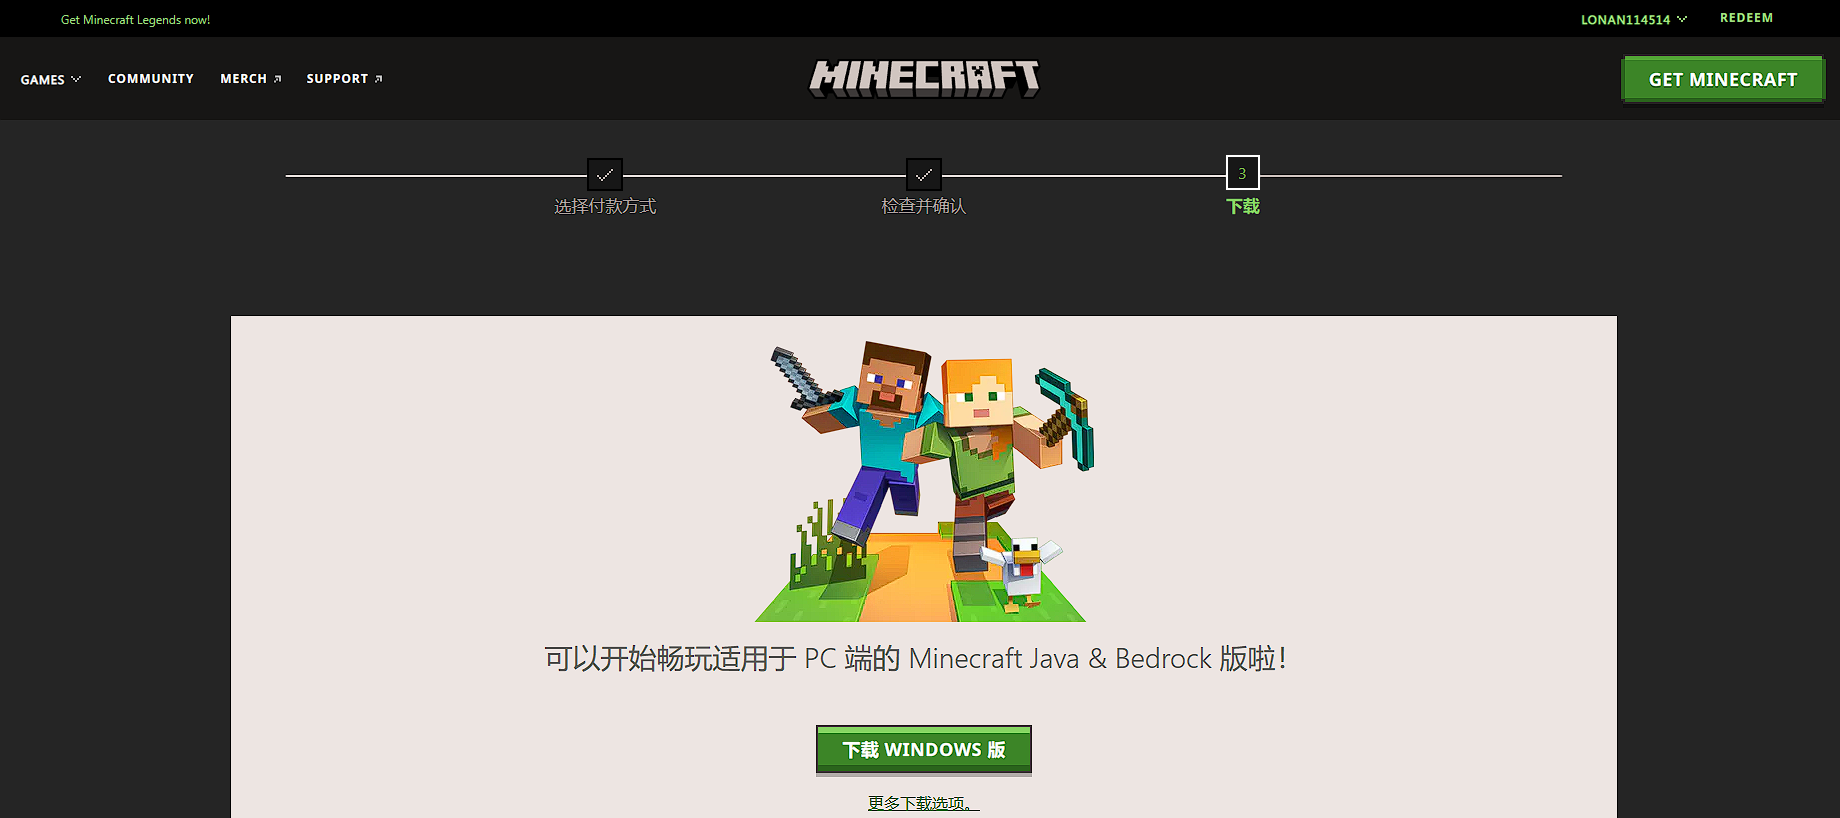 Get Minecraft Legends now!
LONAN114514 REDEEM
GAMES COMMUNITY MERCH SUPPORT
MINECRAFT
GET MINECRAFT
3
选择付款方式 检查并确认 下载
可以开始畅玩适用于 PC 端的 Minecraft Java & Bedrock 版啦！
下载 WINDOWS 版
更多下载选项。